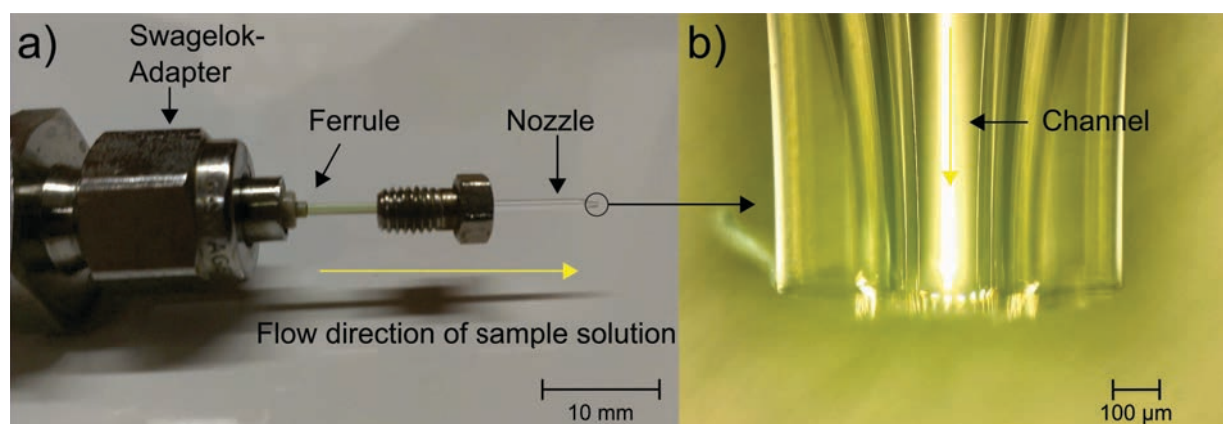 a)
Swagelok-
Adapter
Ferrule
Nozzle
Flow direction of sample solution
10 mm
b)
Channel
100 µm